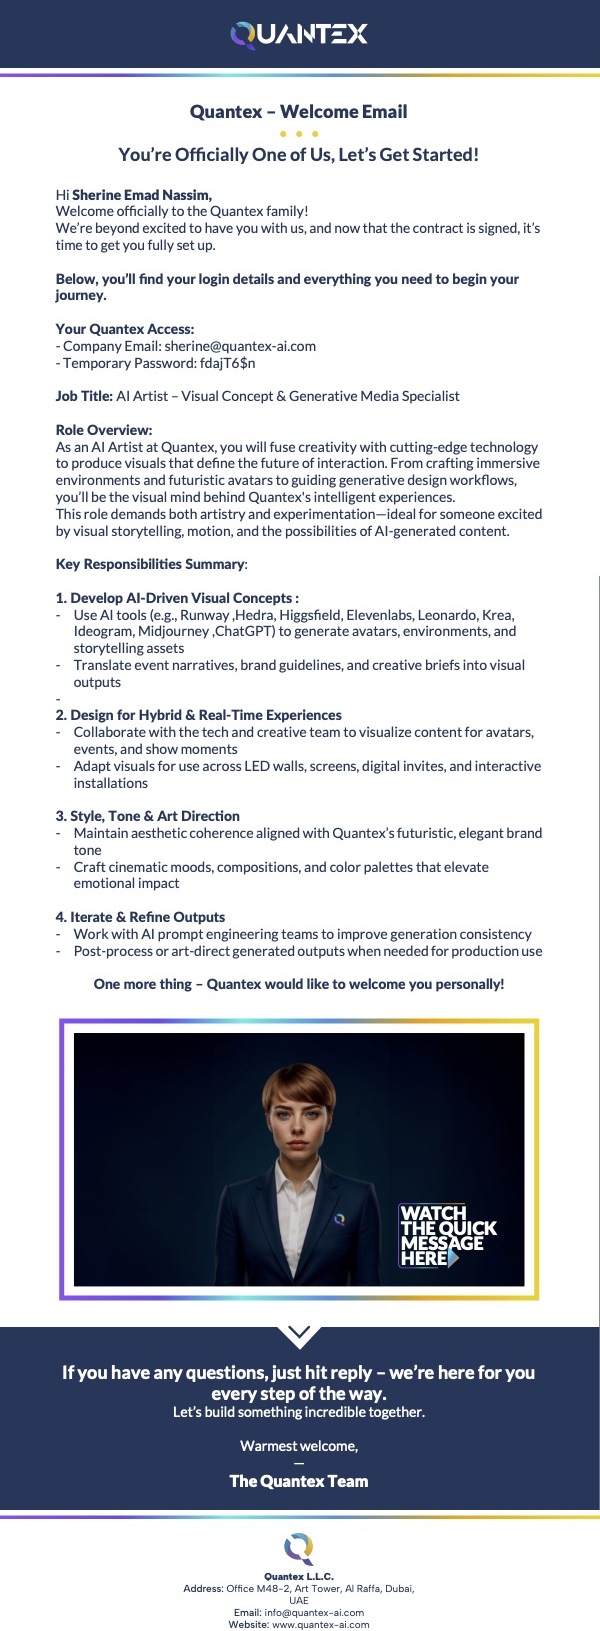 QUANTEX
Quantex – Welcome Email
You're Officially One of Us, Let's Get Started!
Hi Sherine Emad Nassim,
Welcome officially to the Quantex family!
We're beyond excited to have you with us, and now that the contract is signed, it's
time to get you fully set up.
Below, you'll find your login details and everything you need to begin your
journey.
Your Quantex Access:
- Company Email: sherine@quantex-ai.com
- Temporary Password: fdajT6$n
Job Title: AI Artist – Visual Concept & Generative Media Specialist
Role Overview:
As an AI Artist at Quantex, you will fuse creativity with cutting-edge technology
to produce visuals that define the future of interaction. From crafting immersive
environments and futuristic avatars to guiding generative design workflows,
you'll be the visual mind behind Quantex's intelligent experiences.
This role demands both artistry and experimentation—ideal for someone excited
by visual storytelling, motion, and the possibilities of AI-generated content.
Key Responsibilities Summary:
1. Develop AI-Driven Visual Concepts :
- Use AI tools (e.g., Runway ,Hedra, Higgsfield, Elevenlabs, Leonardo, Krea,
Ideogram, Midjourney ,ChatGPT) to generate avatars, environments, and
storytelling assets
- Translate event narratives, brand guidelines, and creative briefs into visual
outputs
-
2. Design for Hybrid & Real-Time Experiences
- Collaborate with the tech and creative team to visualize content for avatars,
events, and show moments
- Adapt visuals for use across LED walls, screens, digital invites, and interactive
installations
3. Style, Tone & Art Direction
- Maintain aesthetic coherence aligned with Quantex's futuristic, elegant brand
tone
- Craft cinematic moods, compositions, and color palettes that elevate
emotional impact
4. Iterate & Refine Outputs
- Work with AI prompt engineering teams to improve generation consistency
- Post-process or art-direct generated outputs when needed for production use
One more thing – Quantex would like to welcome you personally!
WATCH
THE QUICK
MESSAGE
HERE
If you have any questions, just hit reply – we're here for you
every step of the way.
Let's build something incredible together.
Warmest welcome,
—
The Quantex Team
Quantex L.L.C.
Address: Office M48-2, Art Tower, Al Raffa, Dubai,
UAE
Email: info@quantex-ai.com
Website: www.quantex-ai.com